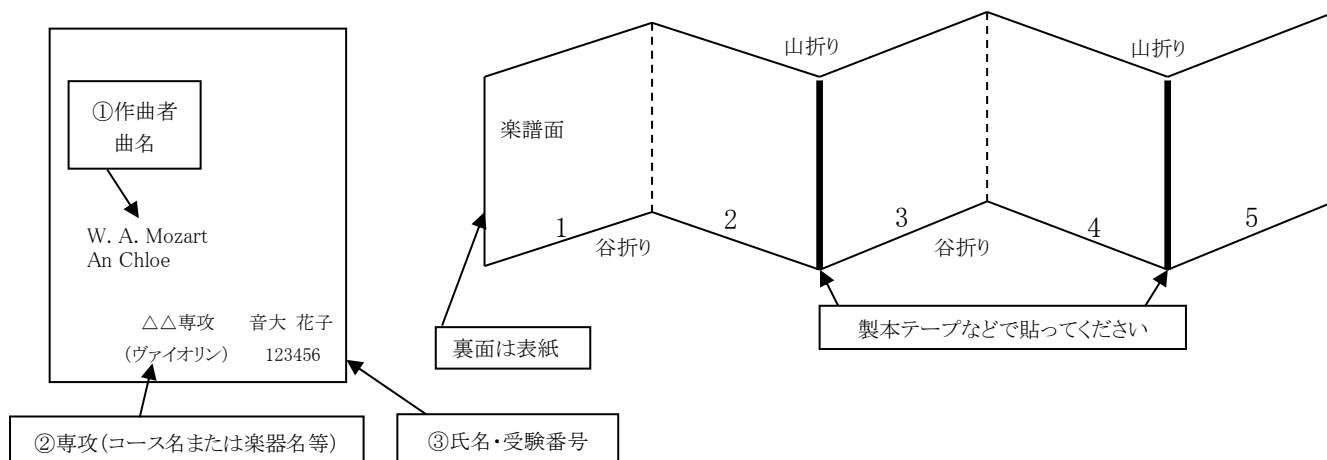 ①作曲者
曲名
W. A. Mozart
An Chloe
△△専攻 音大 花子
(ヴァイオリン) 123456
②専攻(コース名または楽器名等)
③氏名・受験番号
山折り
山折り
楽譜面
1
2
3
4
5
谷折り
谷折り
裏面は表紙
製本テープなどで貼ってください